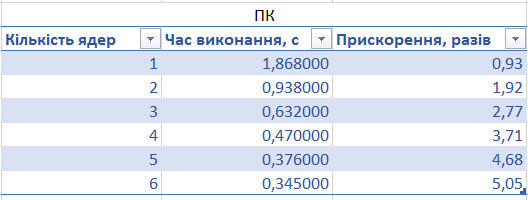 ПК
Кількість ядер Час виконання, с Прискорення, разів
1 1,868000 0,93
2 0,938000 1,92
3 0,632000 2,77
4 0,470000 3,71
5 0,376000 4,68
6 0,345000 5,05